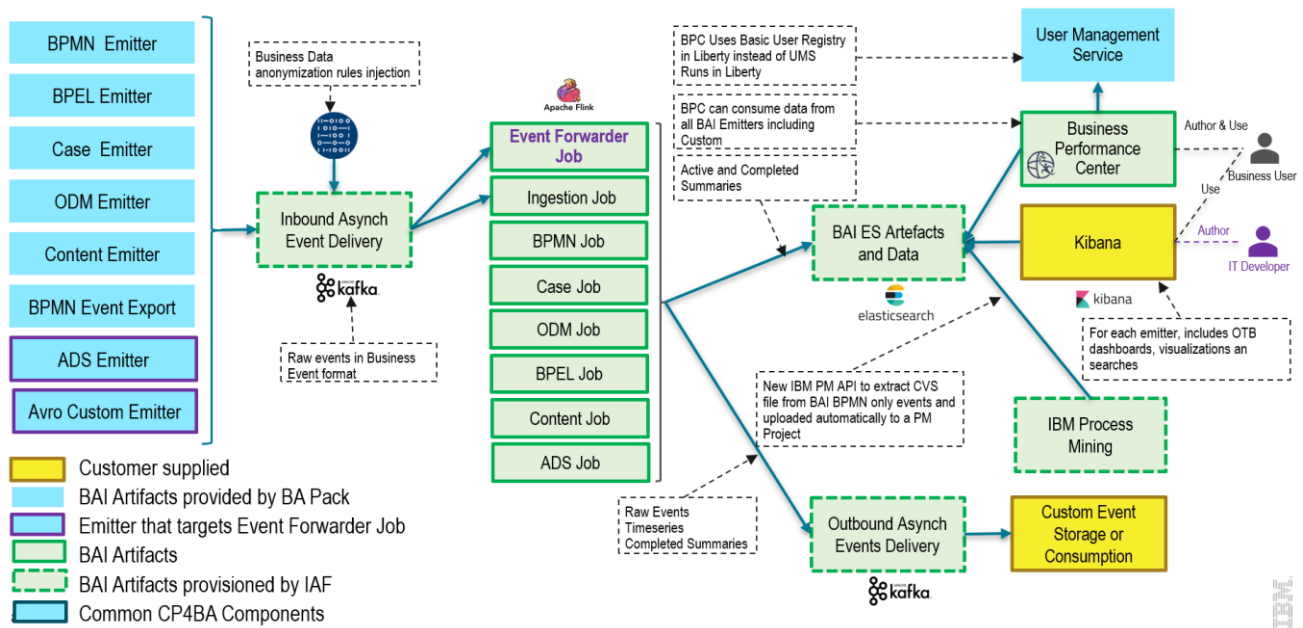 BPMN Emitter
BPEL Emitter
Case Emitter
ODM Emitter
Content Emitter
BPMN Event Export
ADS Emitter
Avro Custom Emitter
Customer supplied
BAI Artifacts provided by BA Pack
Emitter that targets Event Forwarder Job
BAI Artifacts
BAI Artifacts provisioned by IAF
Common CP4BA Components
Business Data
anonymization rules injection
Inbound Asynch
Event Delivery
APACHE
kafka
Raw events in Business
Event format
Apache Flink
Event Forwarder
Job
Ingestion Job
BPMN Job
Case Job
ODM Job
BPEL Job
Content Job
ADS Job
BPC Uses Basic User Registry
in Liberty instead of UMS
Runs in Liberty
BPC can consume data from
all BAI Emitters including
Custom
Active and Completed
Summaries
BAI ES Artefacts
and Data
elasticsearch
New IBM PM API to extract CVS
file from BAI BPMN only events and
uploaded automatically to a PM
Project
Raw Events
Timeseries
Completed Summaries
Outbound Asynch
Events Delivery
APACHE
kafka
User Management
Service
Business
Performance
Center
Author & Use
Business User
Use
Kibana
Author
IT Developer
kibana
For each emitter, includes OTB
dashboards, visualizations an
searches
IBM Process
Mining
Custom Event
Storage or
Consumption
IBM